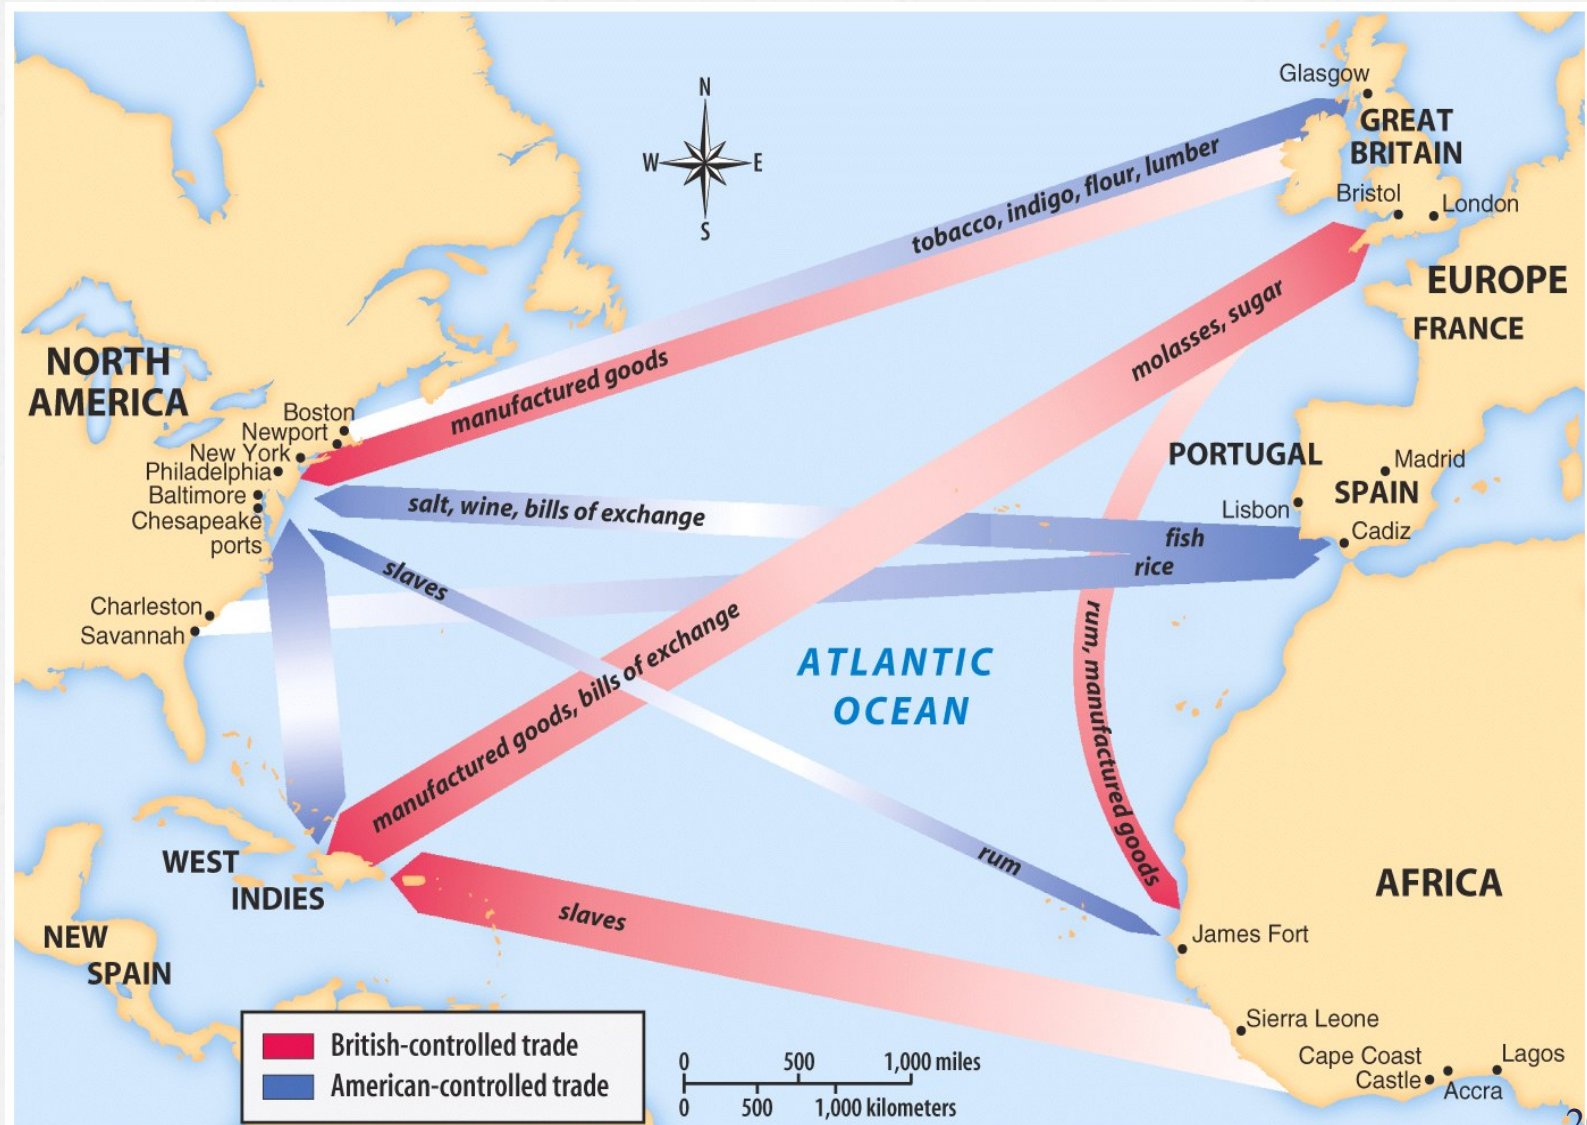 Glasgow
GREAT
BRITAIN
Bristol
London
EUROPE
FRANCE
N
W
E
S
tobacco, indigo, flour, lumber
manufactured goods
molasses, sugar
NORTH
AMERICA
Boston
Newport
New York
Philadelphia
Baltimore
Chesapeake
ports
Charleston
Savannah
salt, wine, bills of exchange
fish
rice
PORTUGAL
Madrid
SPAIN
Lisbon
Cadiz
slaves
manufactured goods, bills of exchange
ATLANTIC
OCEAN
rum, manufactured goods
rum
WEST
INDIES
slaves
AFRICA
NEW
SPAIN
James Fort
Sierra Leone
Cape Coast
Castle
Accra
Lagos
British-controlled trade
American-controlled trade
0 500 1,000 miles
0 500 1,000 kilometers